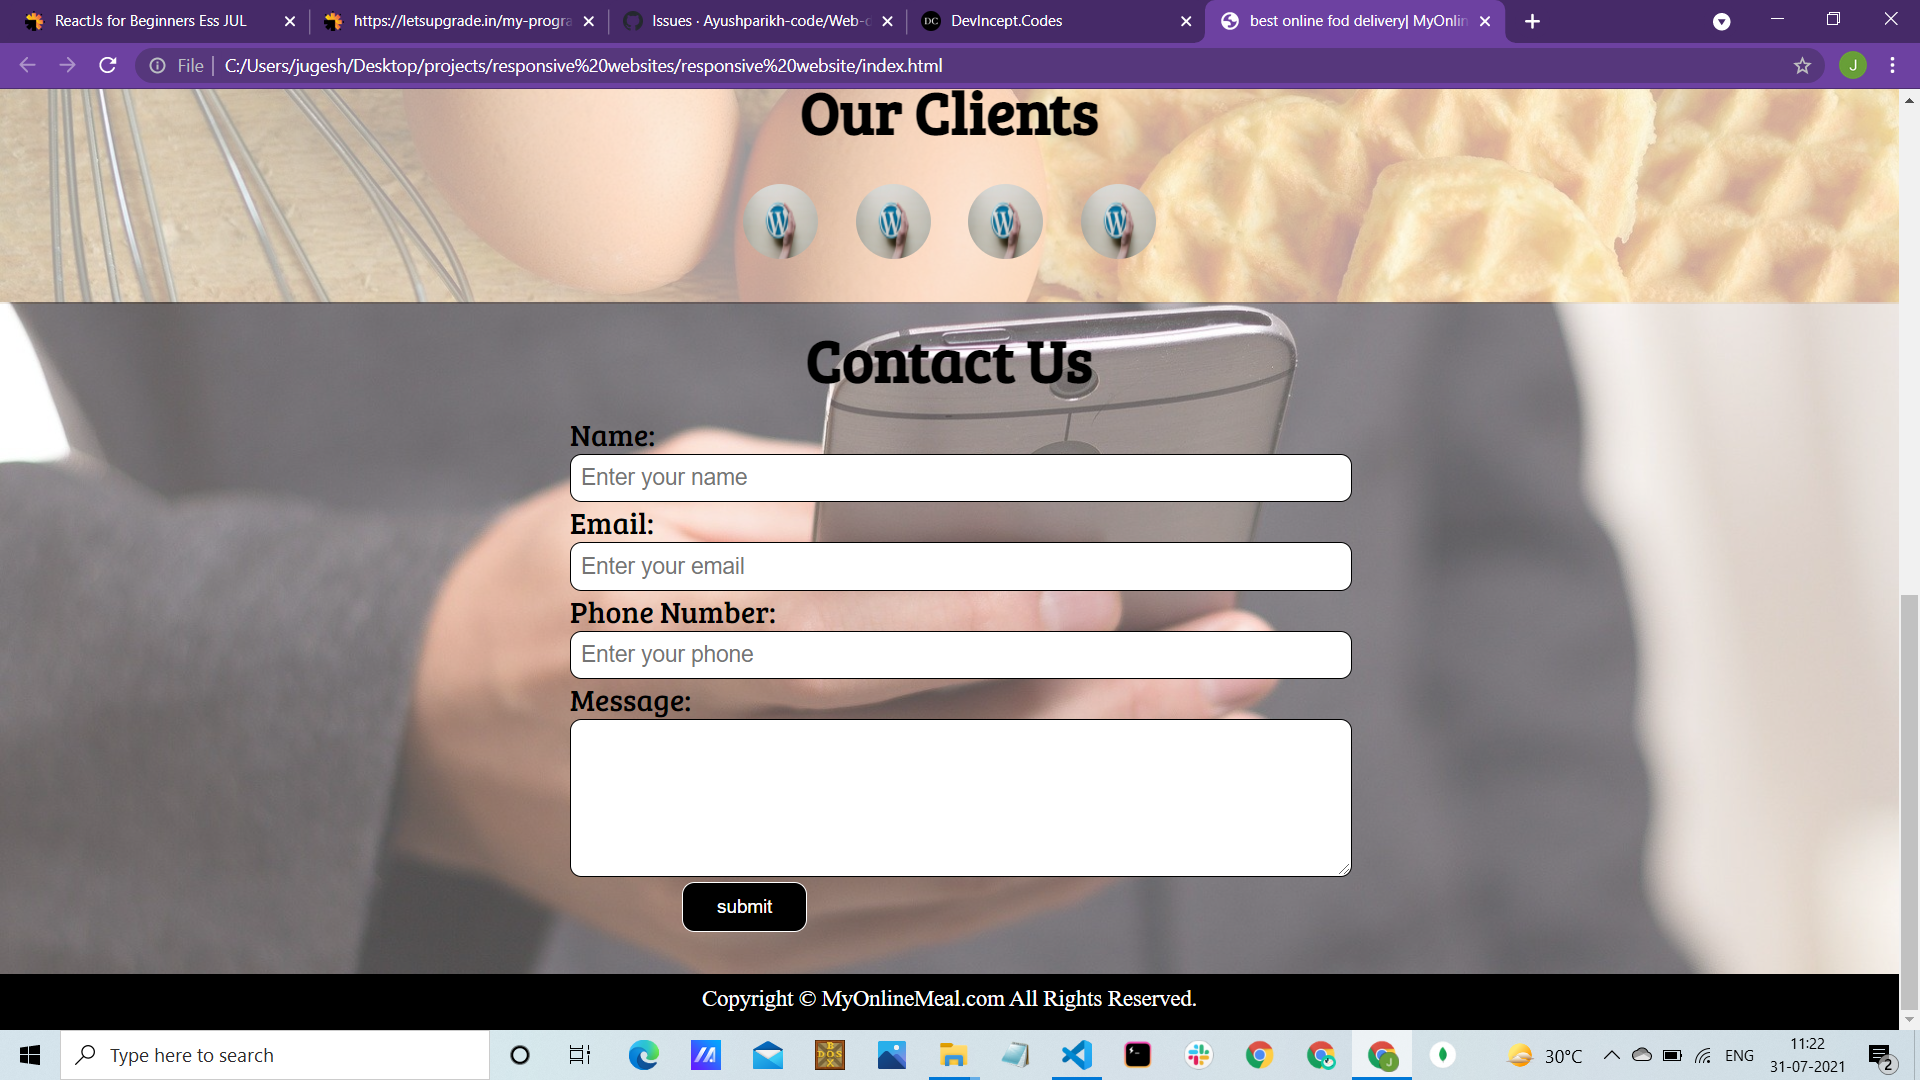 ReactJs for Beginners Ess JUL
https://letsupgrade.in/my-progra
Issues · Ayushparikh-code/Web-d
DC
DevIncept.Codes
best online fod delivery| MyOnlin
File
C:/Users/jugesh/Desktop/projects/responsive%20websites/responsive%20website/index.html
J
Our Clients
W W W W
Contact Us
Name:
Enter your name
Email:
Enter your email
Phone Number:
Enter your phone
Message:
submit
Copyright © MyOnlineMeal.com All Rights Reserved.
Type here to search
30°C
ENG
11:22
31-07-2021
2